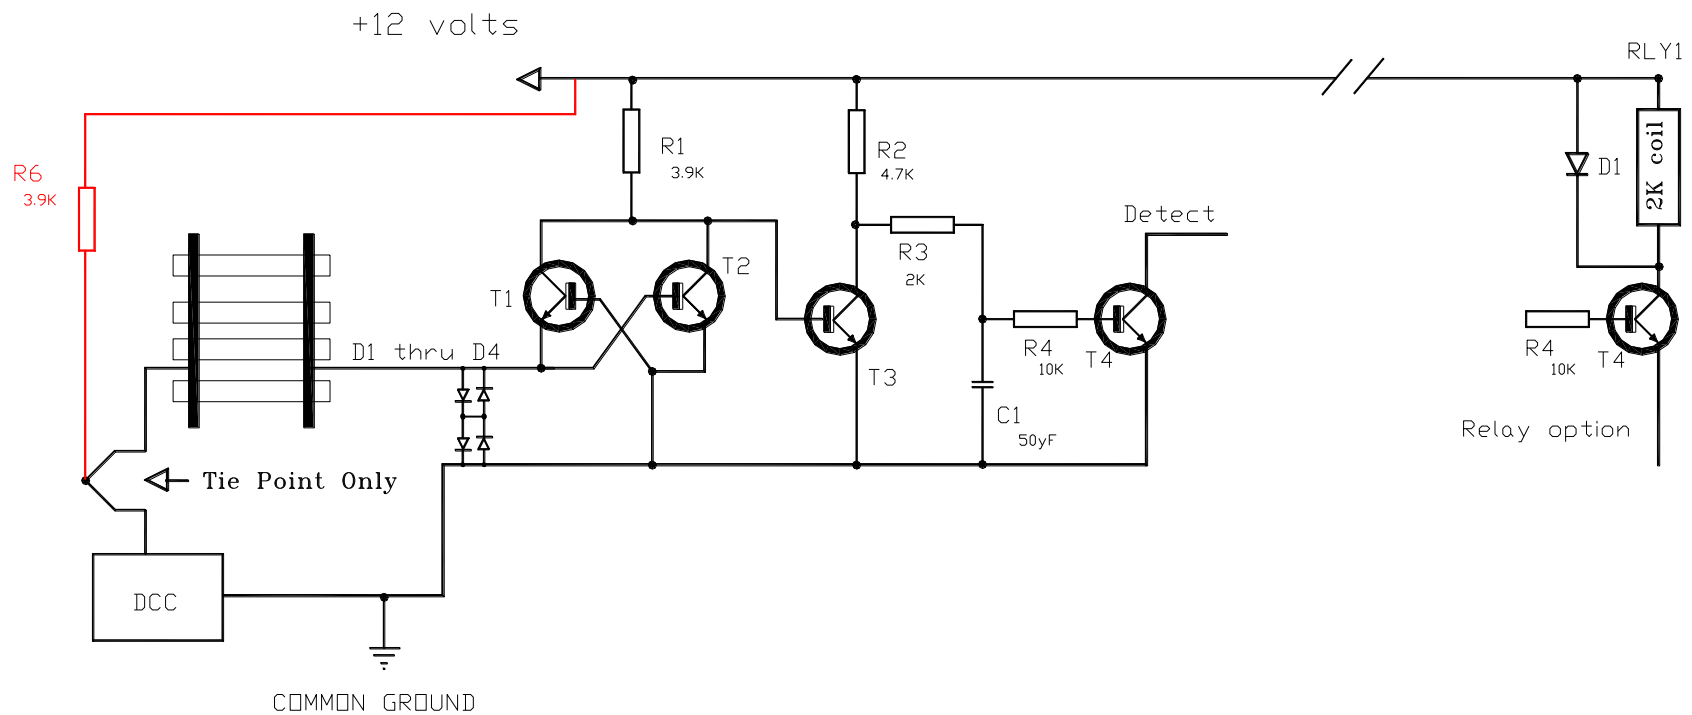 +12 volts
RLY1
R1
3.9K
R2
4.7K
2K coil
D1
R6
3.9K
Detect
R3
2K
T1
T2
D1 thru D4
R4
10K
T4
T3
R4
10K
T4
C1
50yF
Relay option
Tie Point Only
DCC
COMMON GROUND